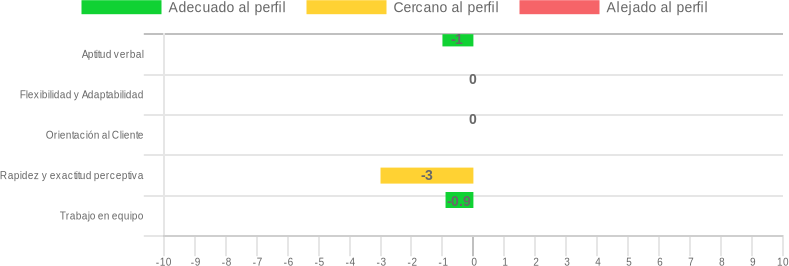 Adecuado al perfil Cercano al perfil Alejado al perfil
Aptitud verbal -1
Flexibilidad y Adaptabilidad 0
Orientación al Cliente 0
Rapidez y exactitud perceptiva -3
Trabajo en equipo -0.9
-10 -9 -8 -7 -6 -5 -4 -3 -2 -1 0 1 2 3 4 5 6 7 8 9 10